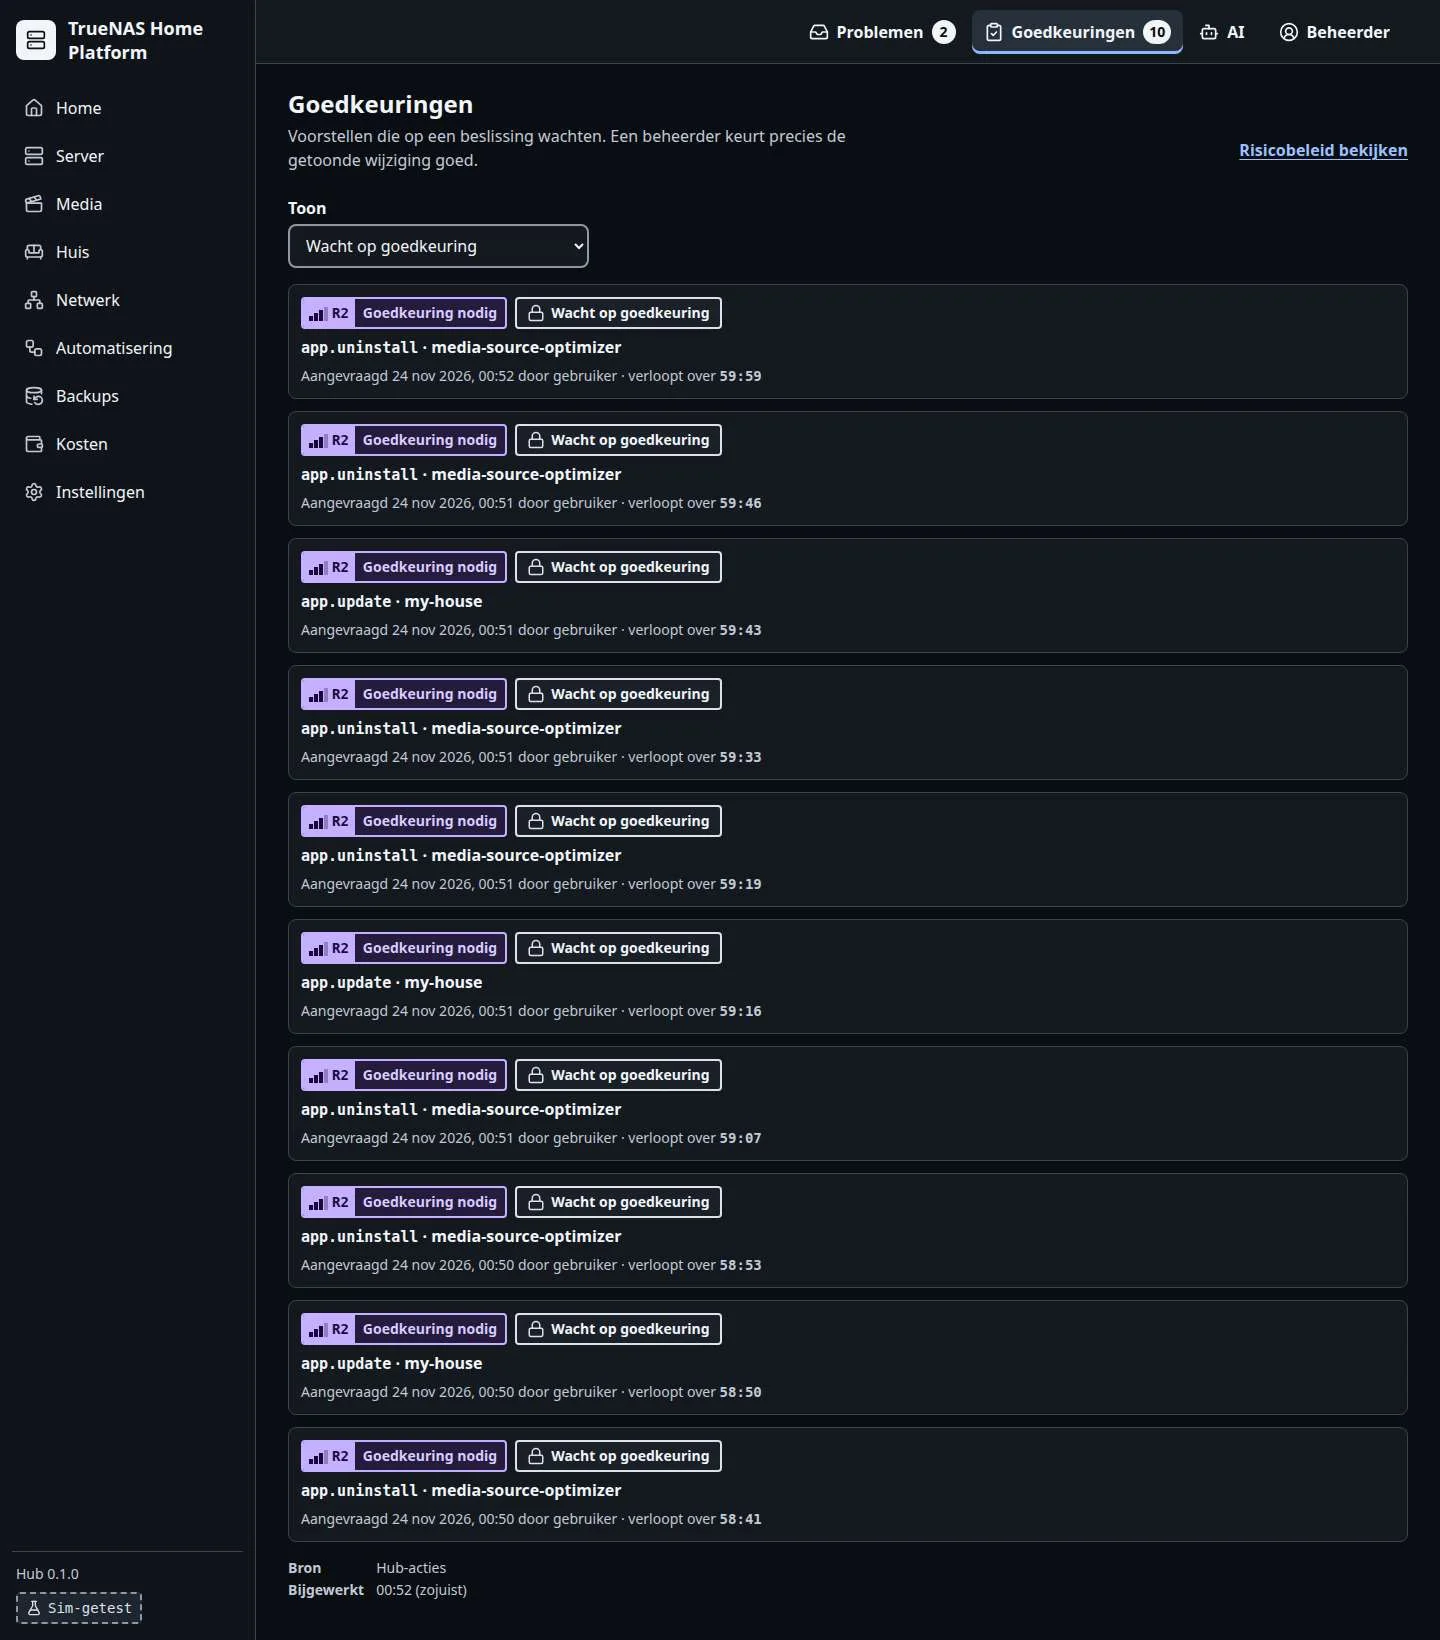 TrueNAS Home
Platform
Home
Server
Media
Huis
Netwerk
Automatisering
Backups
Kosten
Instellingen
Hub 0.1.0
Sim-getest
Problemen 2
Goedkeuringen 10
AI
Beheerder
Goedkeuringen
Voorstellen die op een beslissing wachten. Een beheerder keurt precies de
getoonde wijziging goed.
Risicobeleid bekijken
Toon
Wacht op goedkeuring
R2 Goedkeuring nodig Wacht op goedkeuring
app.uninstall · media-source-optimizer
Aangevraagd 24 nov 2026, 00:52 door gebruiker · verloopt over 59:59
R2 Goedkeuring nodig Wacht op goedkeuring
app.uninstall · media-source-optimizer
Aangevraagd 24 nov 2026, 00:51 door gebruiker · verloopt over 59:46
R2 Goedkeuring nodig Wacht op goedkeuring
app.update · my-house
Aangevraagd 24 nov 2026, 00:51 door gebruiker · verloopt over 59:43
R2 Goedkeuring nodig Wacht op goedkeuring
app.uninstall · media-source-optimizer
Aangevraagd 24 nov 2026, 00:51 door gebruiker · verloopt over 59:33
R2 Goedkeuring nodig Wacht op goedkeuring
app.uninstall · media-source-optimizer
Aangevraagd 24 nov 2026, 00:51 door gebruiker · verloopt over 59:19
R2 Goedkeuring nodig Wacht op goedkeuring
app.update · my-house
Aangevraagd 24 nov 2026, 00:51 door gebruiker · verloopt over 59:16
R2 Goedkeuring nodig Wacht op goedkeuring
app.uninstall · media-source-optimizer
Aangevraagd 24 nov 2026, 00:51 door gebruiker · verloopt over 59:07
R2 Goedkeuring nodig Wacht op goedkeuring
app.uninstall · media-source-optimizer
Aangevraagd 24 nov 2026, 00:50 door gebruiker · verloopt over 58:53
R2 Goedkeuring nodig Wacht op goedkeuring
app.update · my-house
Aangevraagd 24 nov 2026, 00:50 door gebruiker · verloopt over 58:50
R2 Goedkeuring nodig Wacht op goedkeuring
app.uninstall · media-source-optimizer
Aangevraagd 24 nov 2026, 00:50 door gebruiker · verloopt over 58:41
Bron Hub-acties
Bijgewerkt 00:52 (zojuist)